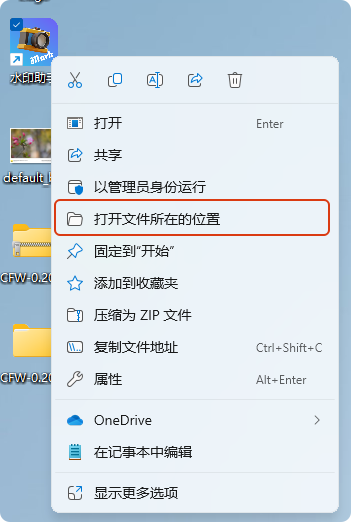 Mark
水印助手
打开 Enter
共享
default_b
以管理员身份运行
打开文件所在的位置
固定到“开始”
CFW-0.20
添加到收藏夹
压缩为 ZIP 文件
复制文件地址 Ctrl+Shift+C
CFW-0.20
属性 Alt+Enter
OneDrive
在记事本中编辑
显示更多选项